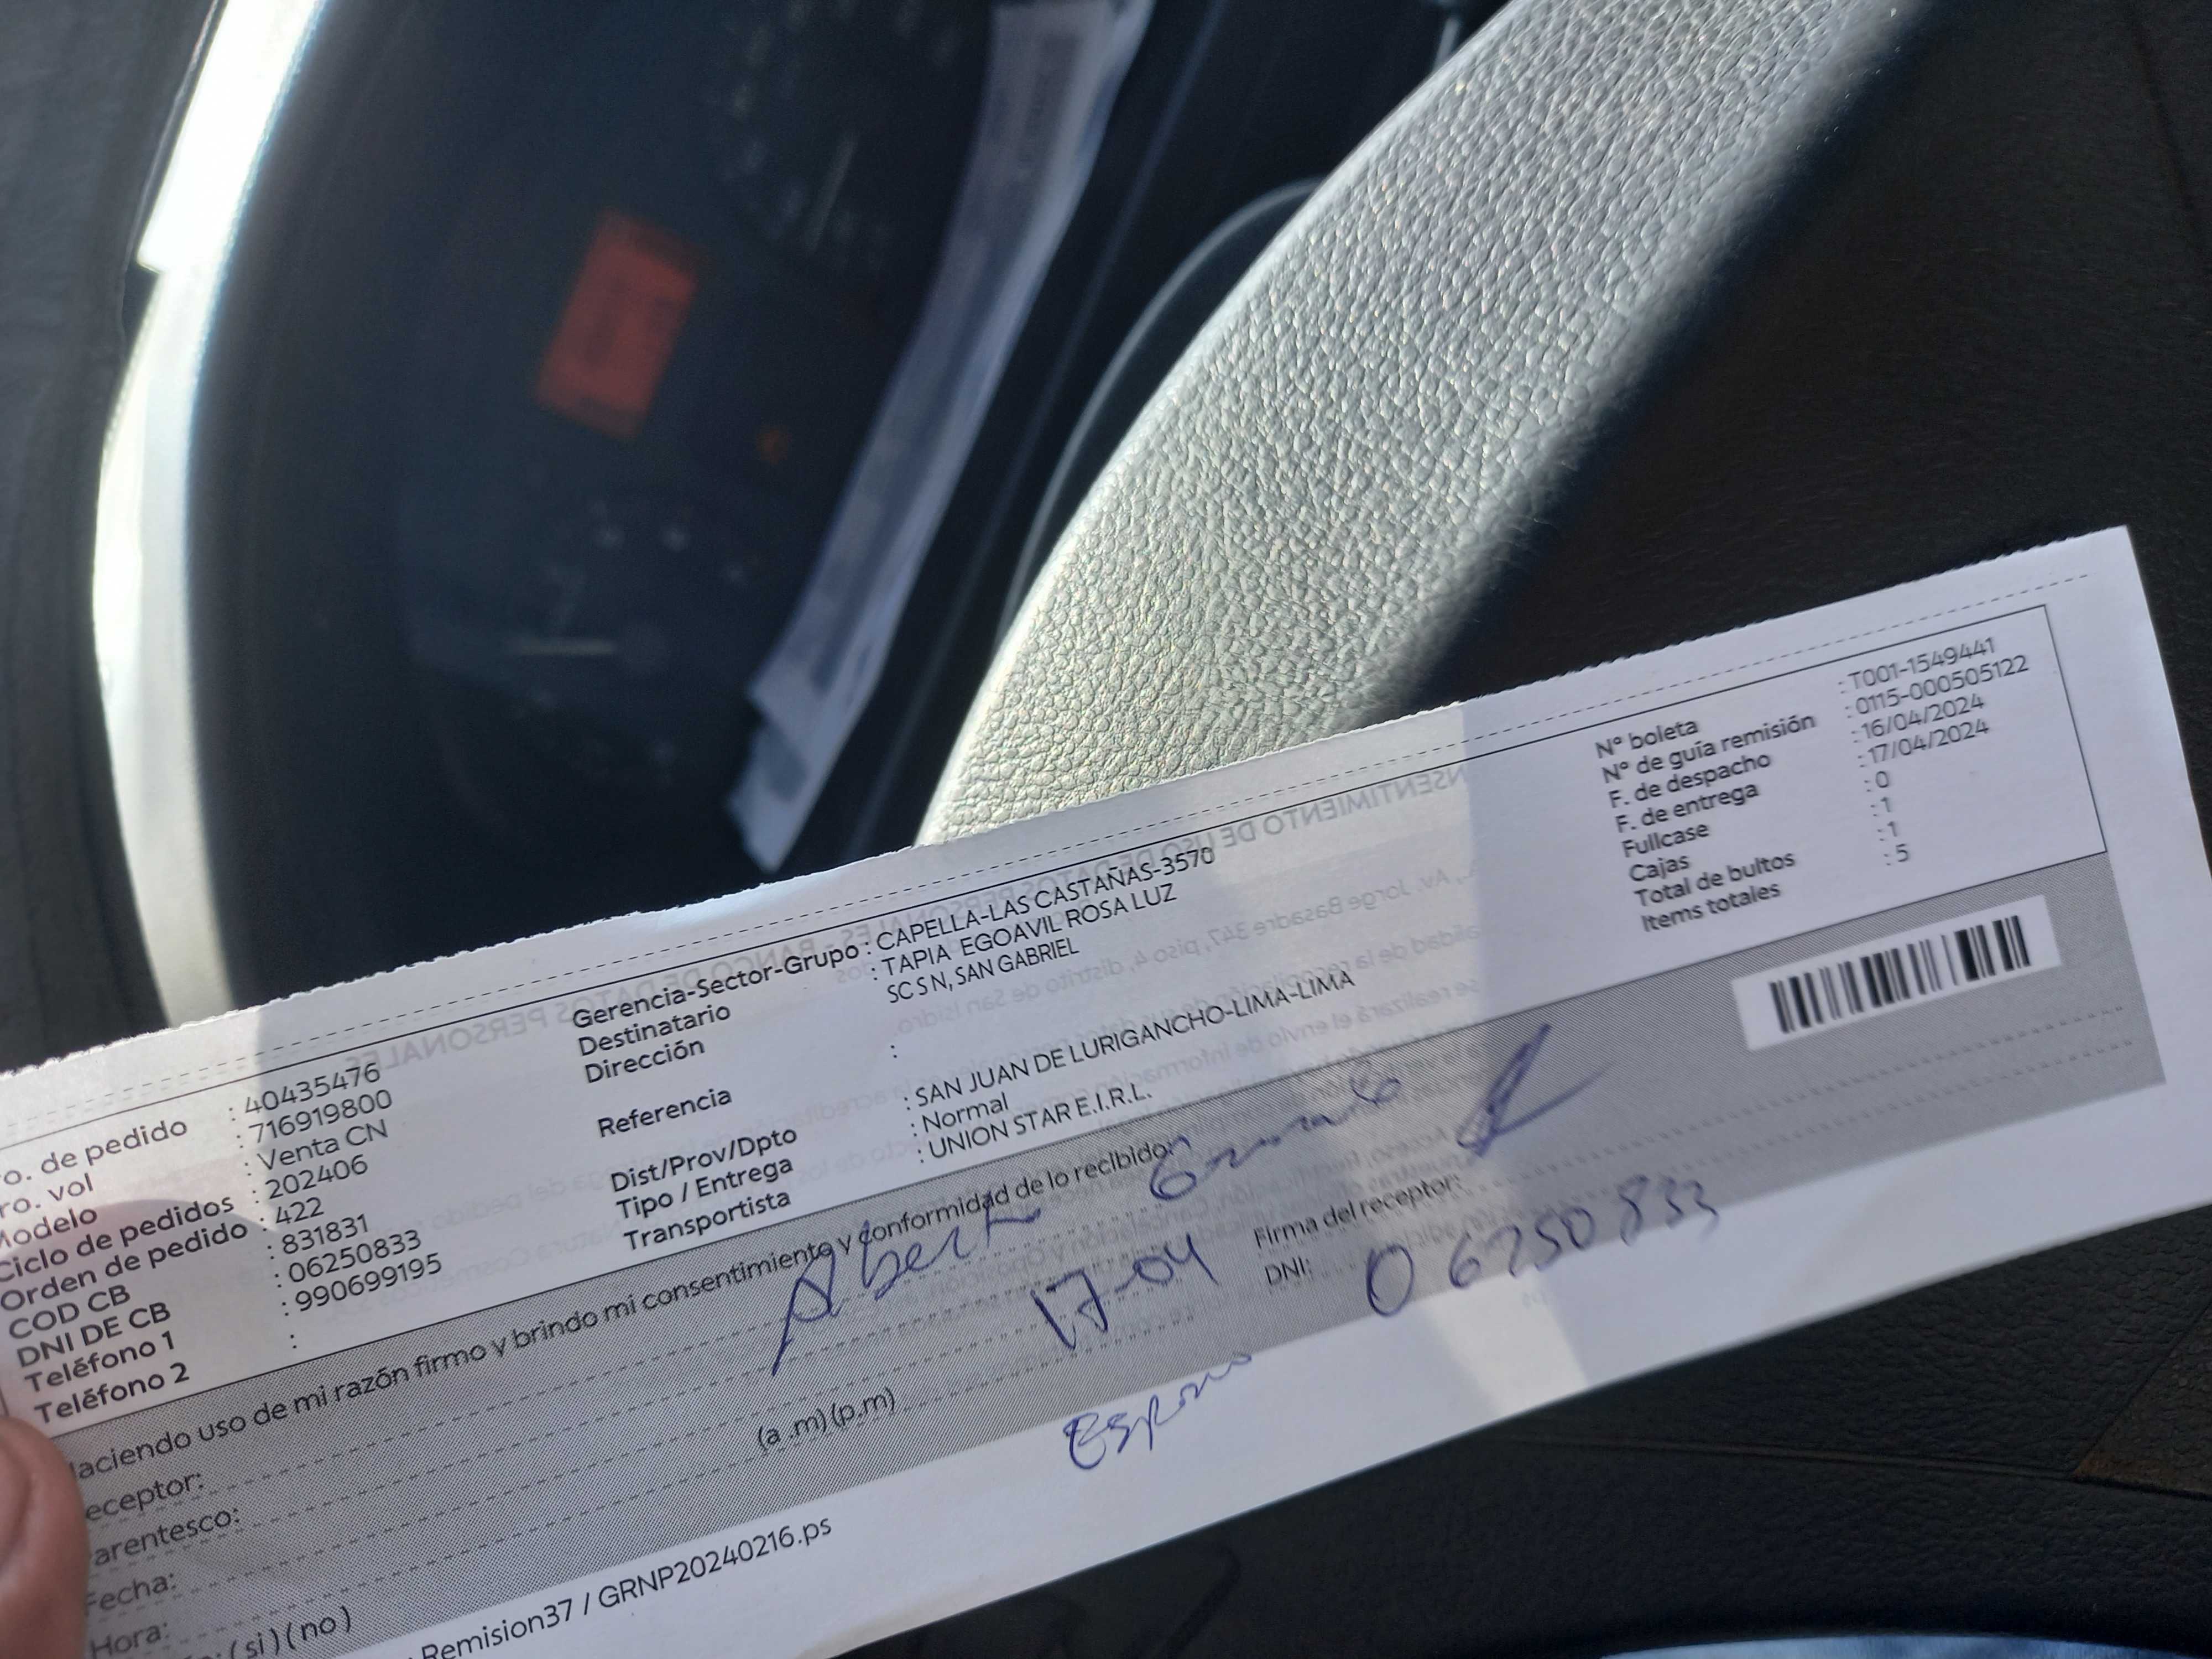 ro. de pedido : 40435476
ro. vol : 716919800
Modelo : Venta CN
Ciclo de pedidos : 202406
Orden de pedido : 422
COD CB : 831831
DNI DE CB : 06250833
Teléfono 1 : 990699195
Teléfono 2 :
Gerencia-Sector-Grupo : CAPELLA-LAS CASTAÑAS-3570
Destinatario : TAPIA EGOAVIL ROSA LUZ
Dirección SC S N, SAN GABRIEL
Referencia :
Dist/Prov/Dpto : SAN JUAN DE LURIGANCHO-LIMA-LIMA
Tipo / Entrega : Normal
Transportista : UNION STAR E.I.R.L.
N° boleta : T001-1549441
N° de guía remisión : 0115-000505122
F. de despacho : 16/04/2024
F. de entrega : 17/04/2024
Fullcase : 0
Cajas : 1
Total de bultos : 1
Items totales : 5
Haciendo uso de mi razón firmo y brindo mi consentimiento y conformidad de lo recibido:
eceptor: Alberto
arentesco:
Fecha: 17-04
Hora: (a .m)(p.m)
Firma del receptor:
DNI: 06250833
: (si)(no)
Remision37 / GRNP20240216.ps